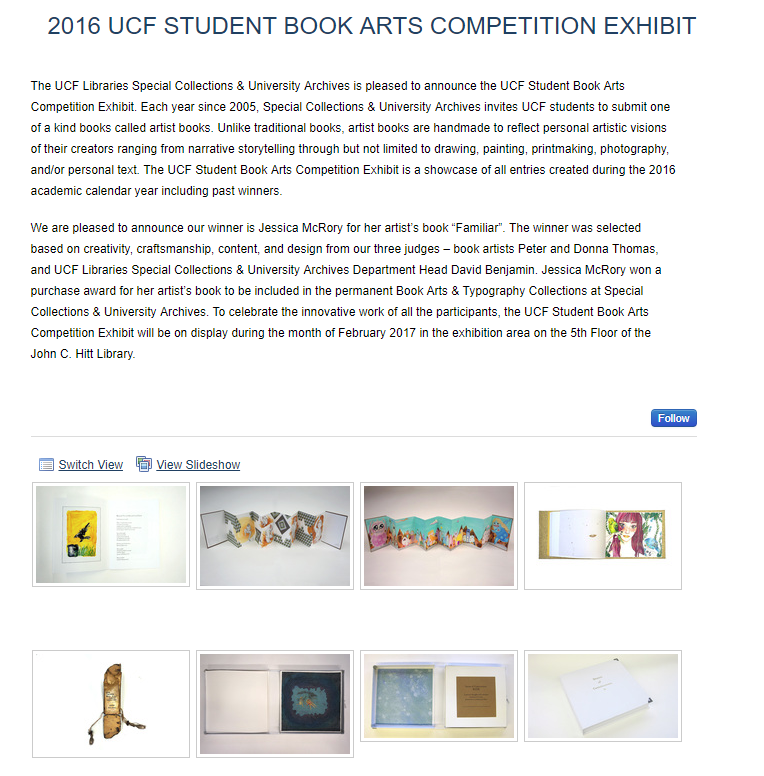 2016 UCF STUDENT BOOK ARTS COMPETITION EXHIBIT
The UCF Libraries Special Collections & University Archives is pleased to announce the UCF Student Book Arts
Competition Exhibit. Each year since 2005, Special Collections & University Archives invites UCF students to submit one
of a kind books called artist books. Unlike traditional books, artist books are handmade to reflect personal artistic visions
of their creators ranging from narrative storytelling through but not limited to drawing, painting, printmaking, photography,
and/or personal text. The UCF Student Book Arts Competition Exhibit is a showcase of all entries created during the 2016
academic calendar year including past winners.
We are pleased to announce our winner is Jessica McRory for her artist's book “Familiar”. The winner was selected
based on creativity, craftsmanship, content, and design from our three judges – book artists Peter and Donna Thomas,
and UCF Libraries Special Collections & University Archives Department Head David Benjamin. Jessica McRory won a
purchase award for her artist's book to be included in the permanent Book Arts & Typography Collections at Special
Collections & University Archives. To celebrate the innovative work of all the participants, the UCF Student Book Arts
Competition Exhibit will be on display during the month of February 2017 in the exhibition area on the 5th Floor of the
John C. Hitt Library.
Follow
Switch View View Slideshow